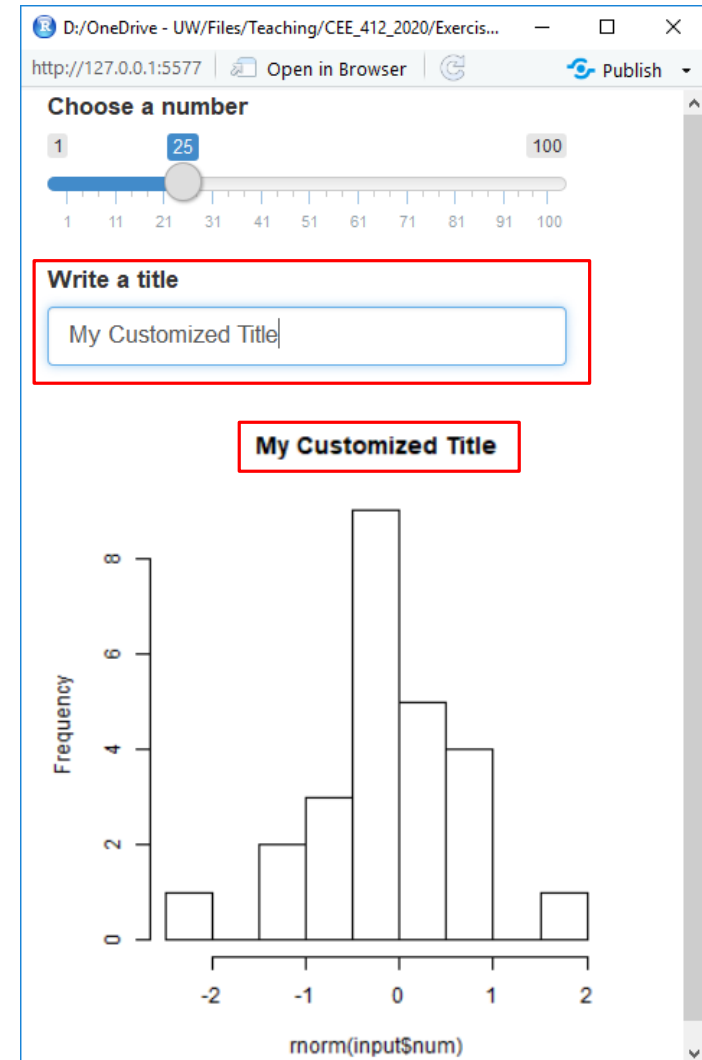 D:/OneDrive - UW/Files/Teaching/CEE_412_2020/Exercis...
http://127.0.0.1:5577 Open in Browser Publish
Choose a number
1 25 100
1 11 21 31 41 51 61 71 81 91 100
Write a title
My Customized Title
My Customized Title
8
6
4
2
0
Frequency
-2 -1 0 1 2
rnorm(input$num)